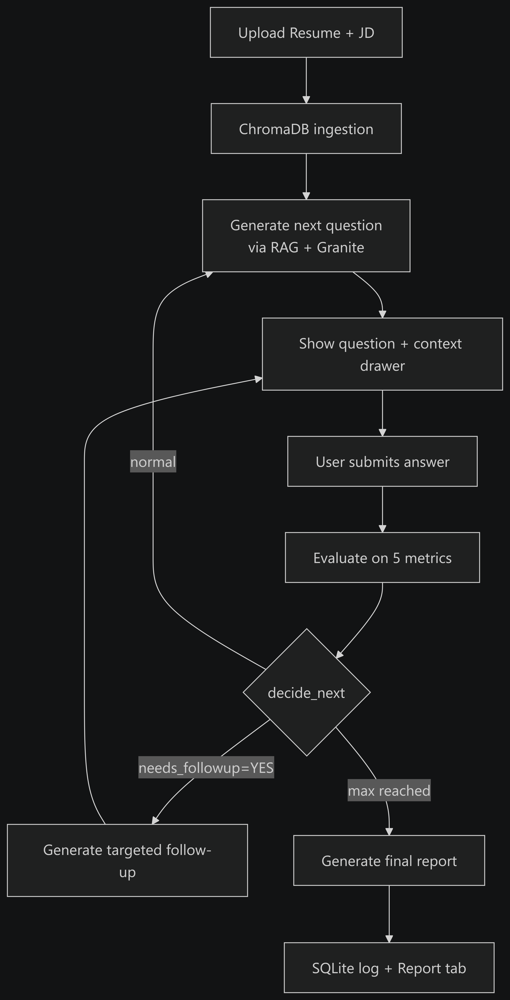 Upload Resume + JD
ChromaDB ingestion
Generate next question
via RAG + Granite
Show question + context
drawer
normal
User submits answer
Evaluate on 5 metrics
decide_next
needs_followup=YES
max reached
Generate targeted follow-
up
Generate final report
SQLite log + Report tab